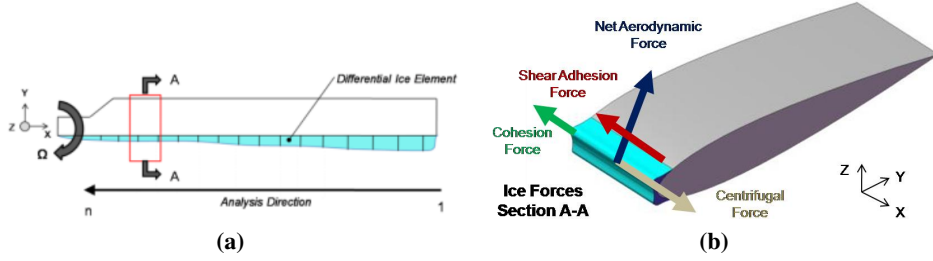 A
Differential Ice Element
Y
Z
X
Ω
A
Analysis Direction
n
1
(a)
Net Aerodynamic
Force
Shear Adhesion
Force
Cohesion
Force
Ice Forces
Section A-A
Centrifugal
Force
Z
Y
X
(b)